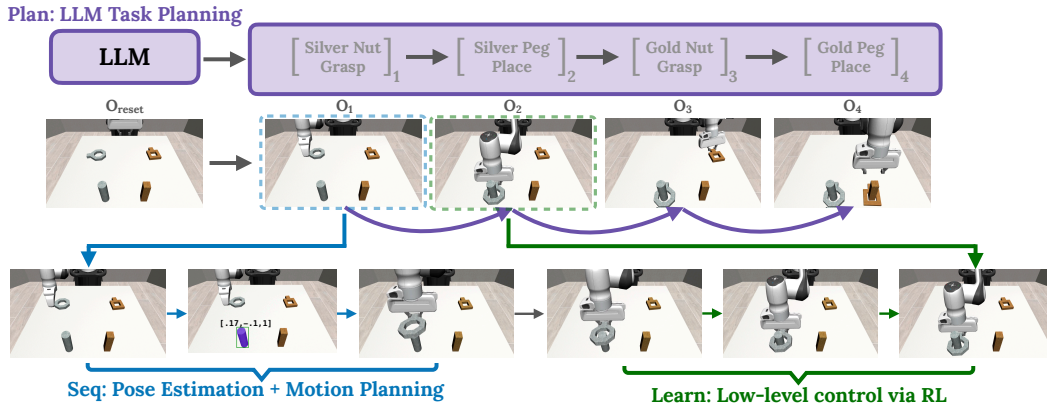 Plan: LLM Task Planning
LLM
[Silver Nut Grasp]1 [Silver Peg Place]2 [Gold Nut Grasp]3 [Gold Peg Place]4
Oreset O1 O2 O3 O4
[.17,-.1,1]
Seq: Pose Estimation + Motion Planning
Learn: Low-level control via RL